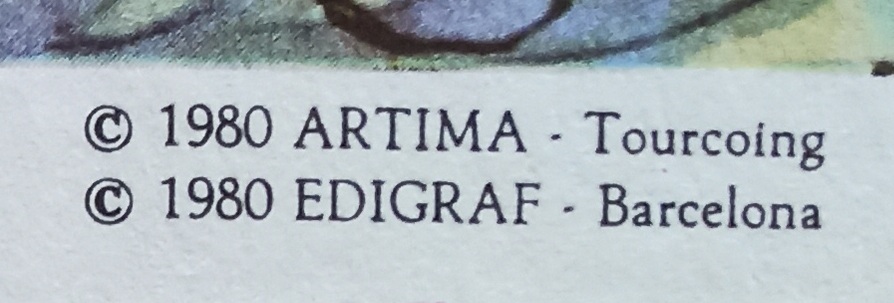 © 1980 ARTIMA - Tourcoing
© 1980 EDIGRAF - Barcelona